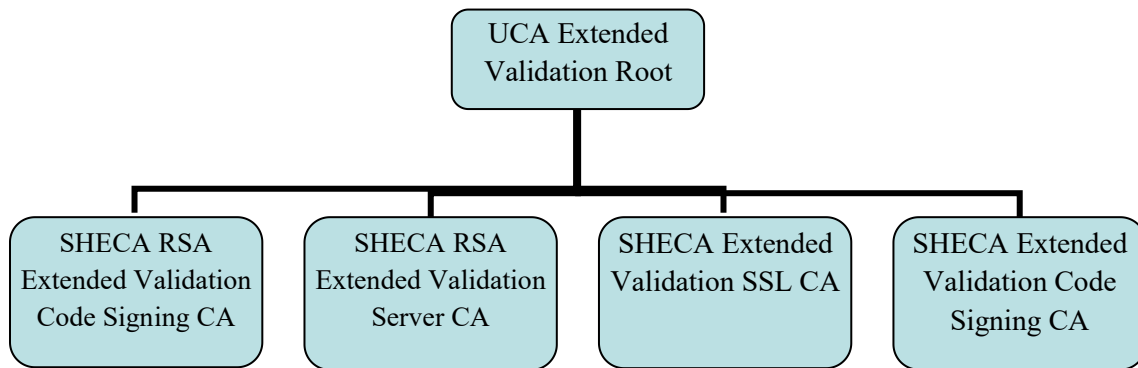 UCA Extended
Validation Root
SHECA RSA
Extended Validation
Code Signing CA
SHECA RSA
Extended Validation
Server CA
SHECA Extended
Validation SSL CA
SHECA Extended
Validation Code
Signing CA